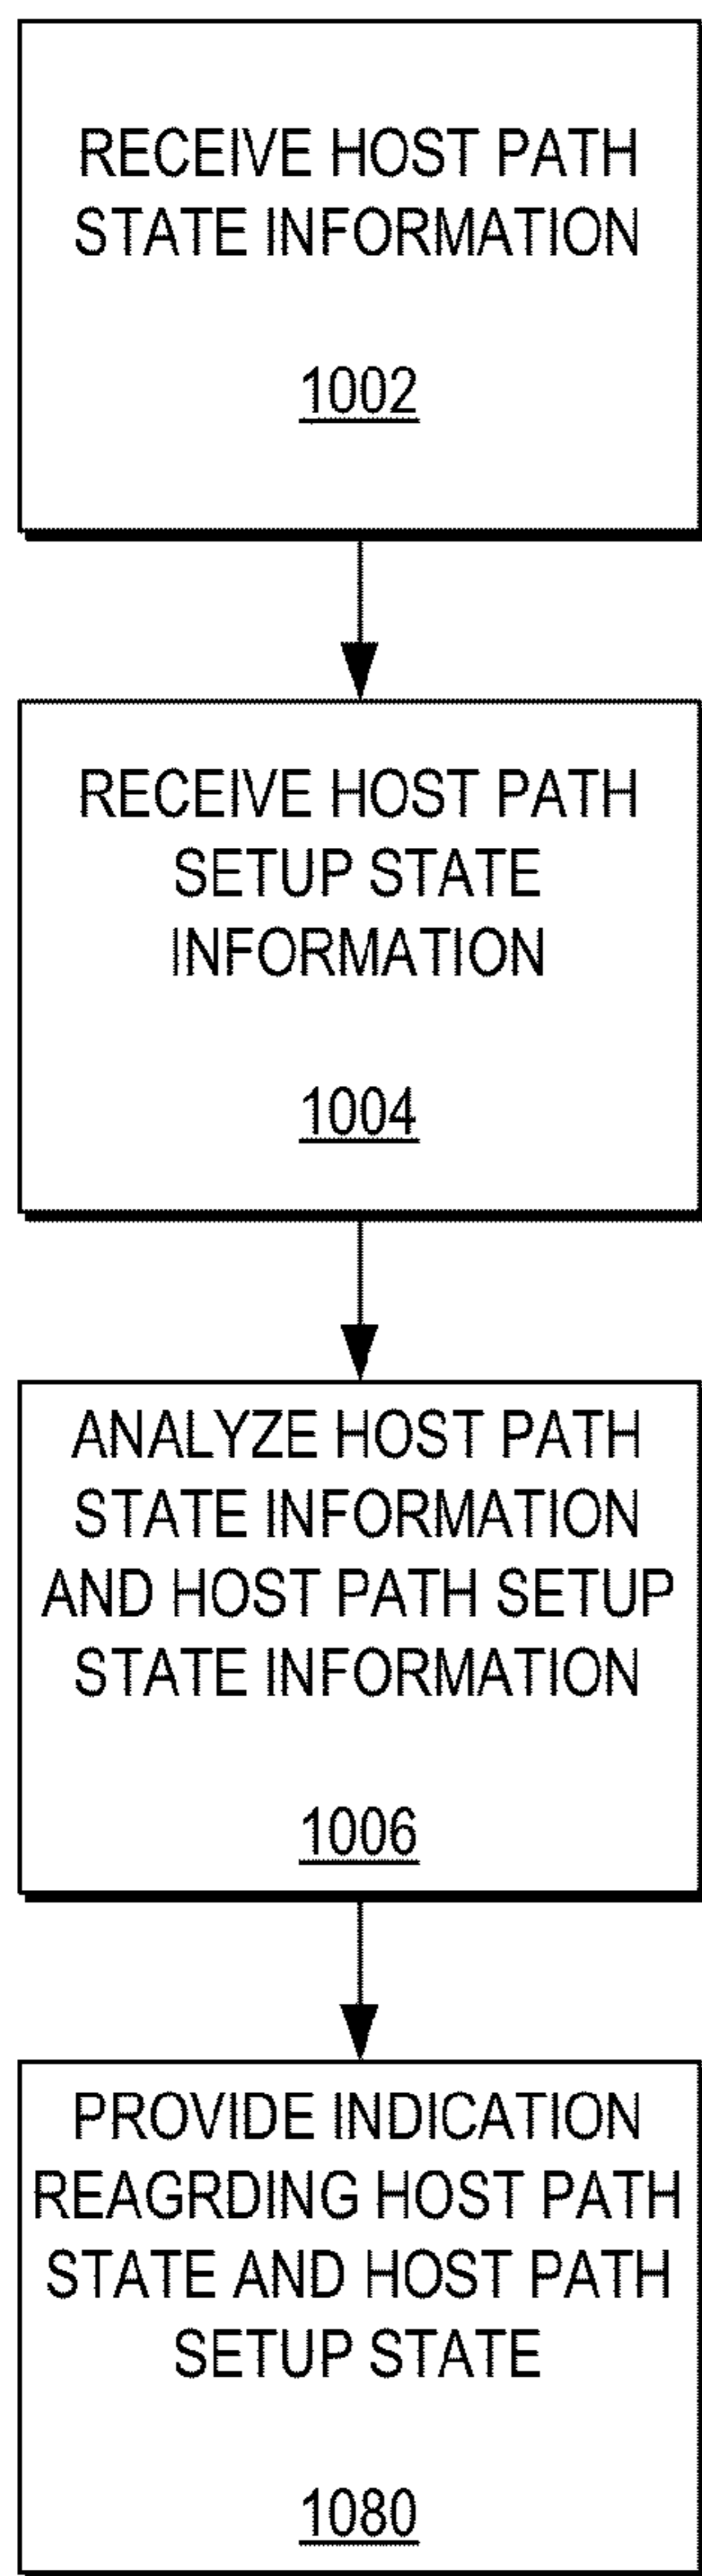 RECEIVE HOST PATH
STATE INFORMATION
1002
RECEIVE HOST PATH
SETUP STATE
INFORMATION
1004
ANALYZE HOST PATH
STATE INFORMATION
AND HOST PATH SETUP
STATE INFORMATION
1006
PROVIDE INDICATION
REAGRDING HOST PATH
STATE AND HOST PATH
SETUP STATE
1080